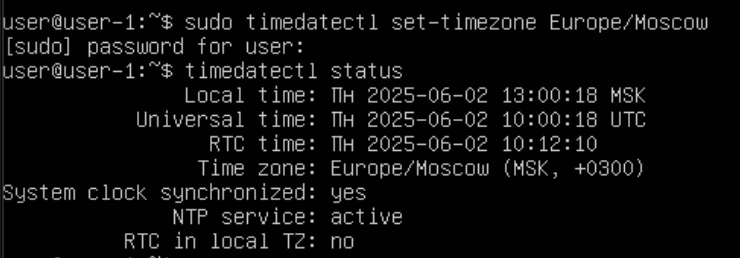 user@user-1:~$ sudo timedatectl set-timezone Europe/Moscow
[sudo] password for user:
user@user-1:~$ timedatectl status
Local time: Пн 2025-06-02 13:00:18 MSK
Universal time: Пн 2025-06-02 10:00:18 UTC
RTC time: Пн 2025-06-02 10:12:10
Time zone: Europe/Moscow (MSK, +0300)
System clock synchronized: yes
NTP service: active
RTC in local TZ: no